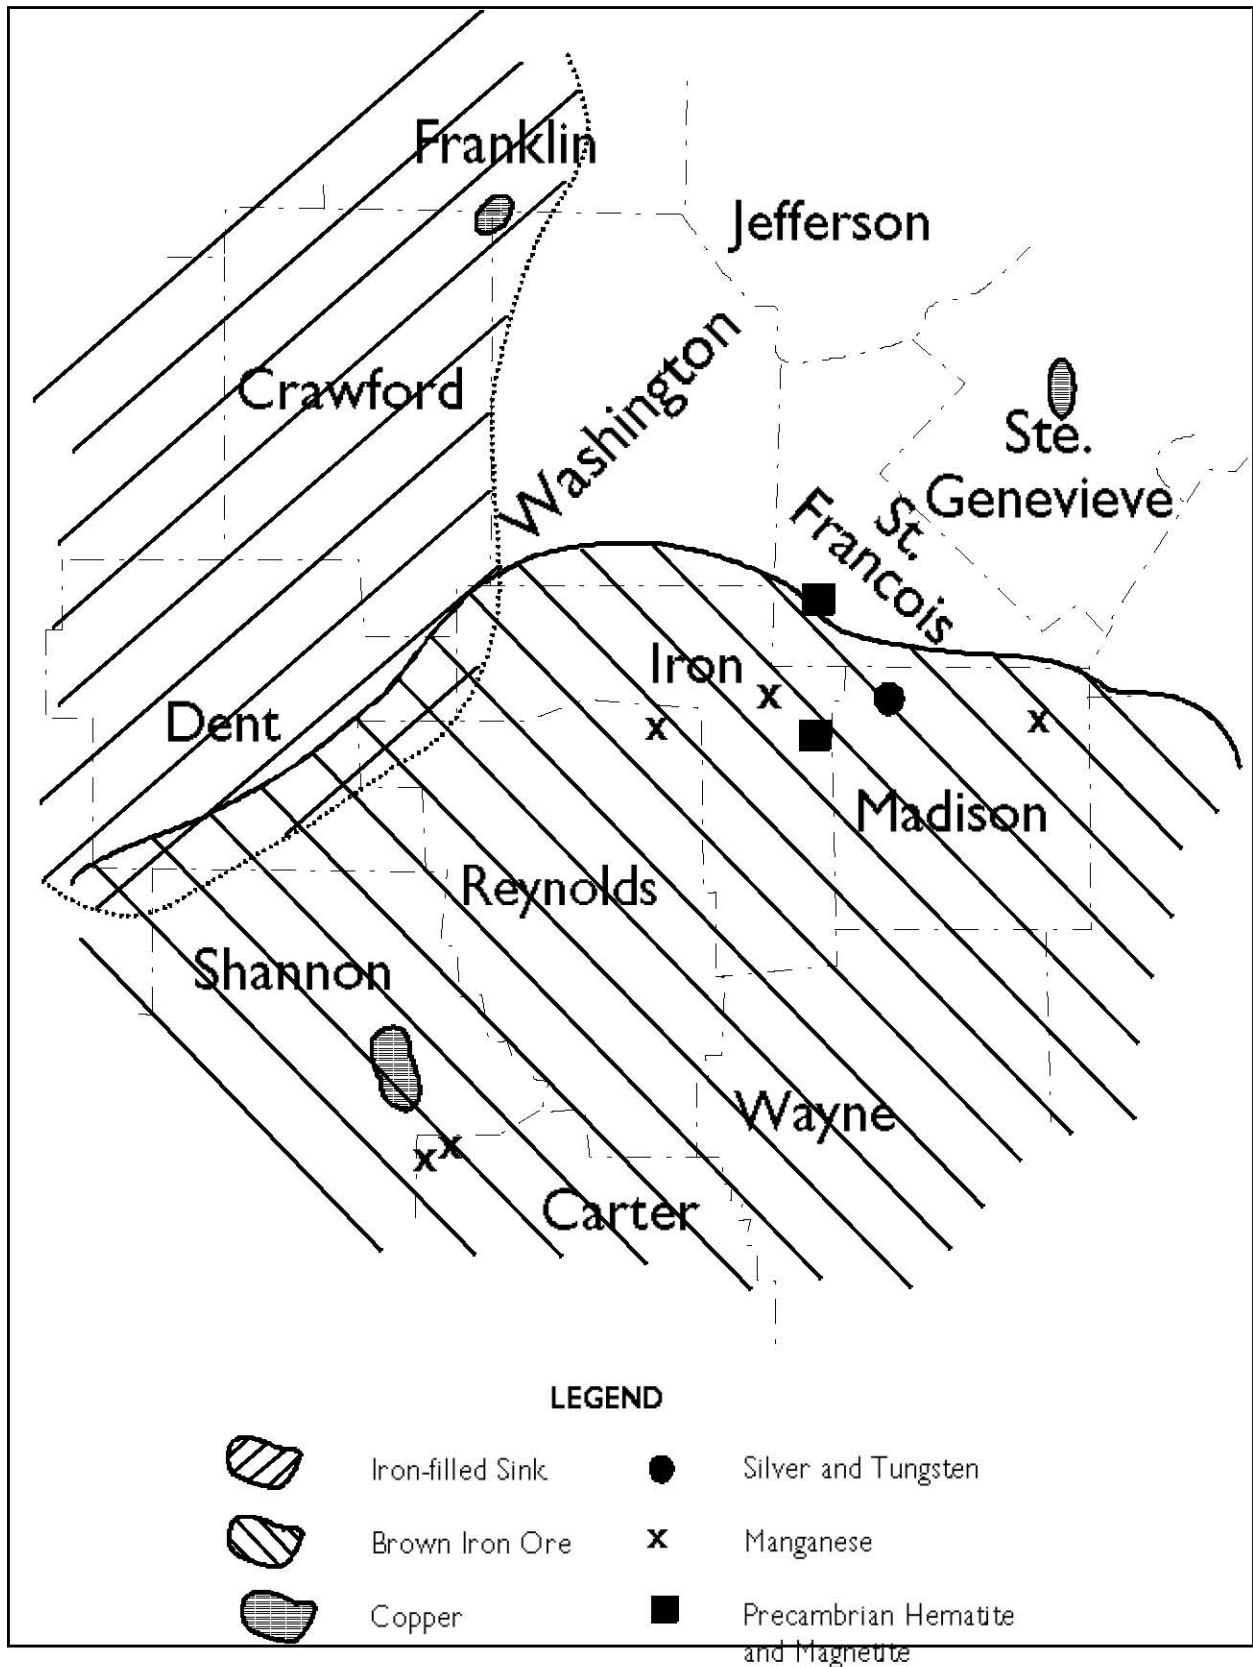 Franklin
Jefferson
Crawford
Washington
Ste.
Genevieve
St.
Francois
Iron
x
x
x
Dent
Madison
Reynolds
Shannon
Wayne
x
x
Carter
LEGEND
Iron-filled Sink
Brown Iron Ore
Copper
Silver and Tungsten
x
Manganese
Precambrian Hematite
and Magnetite